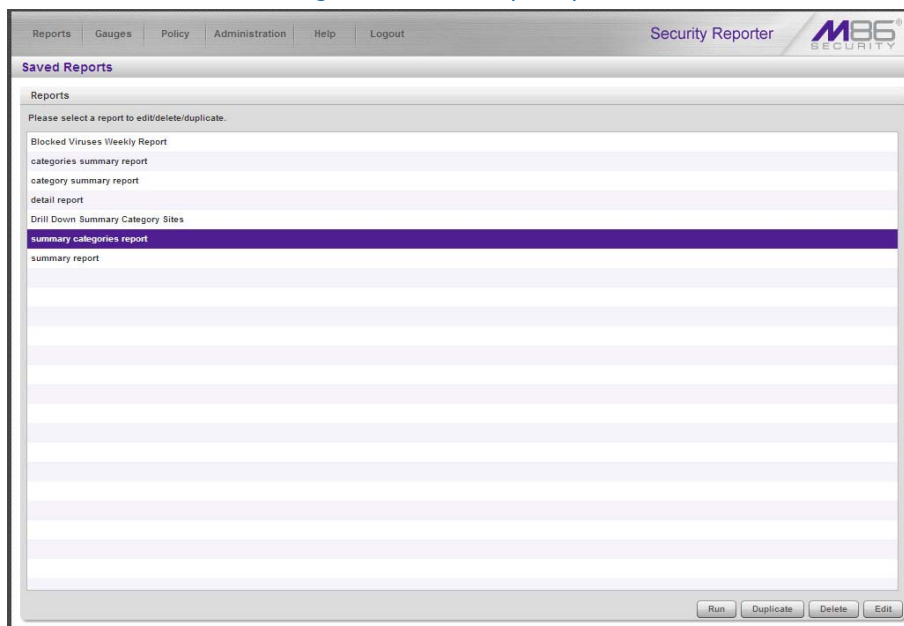 Reports Gauges Policy Administration Help Logout Security Reporter M86®
SECURITY
Saved Reports
Reports
Please select a report to edit/delete/duplicate.
Blocked Viruses Weekly Report
categories summary report
category summary report
detail report
Drill Down Summary Category Sites
summary categories report
summary report
Run Duplicate Delete Edit